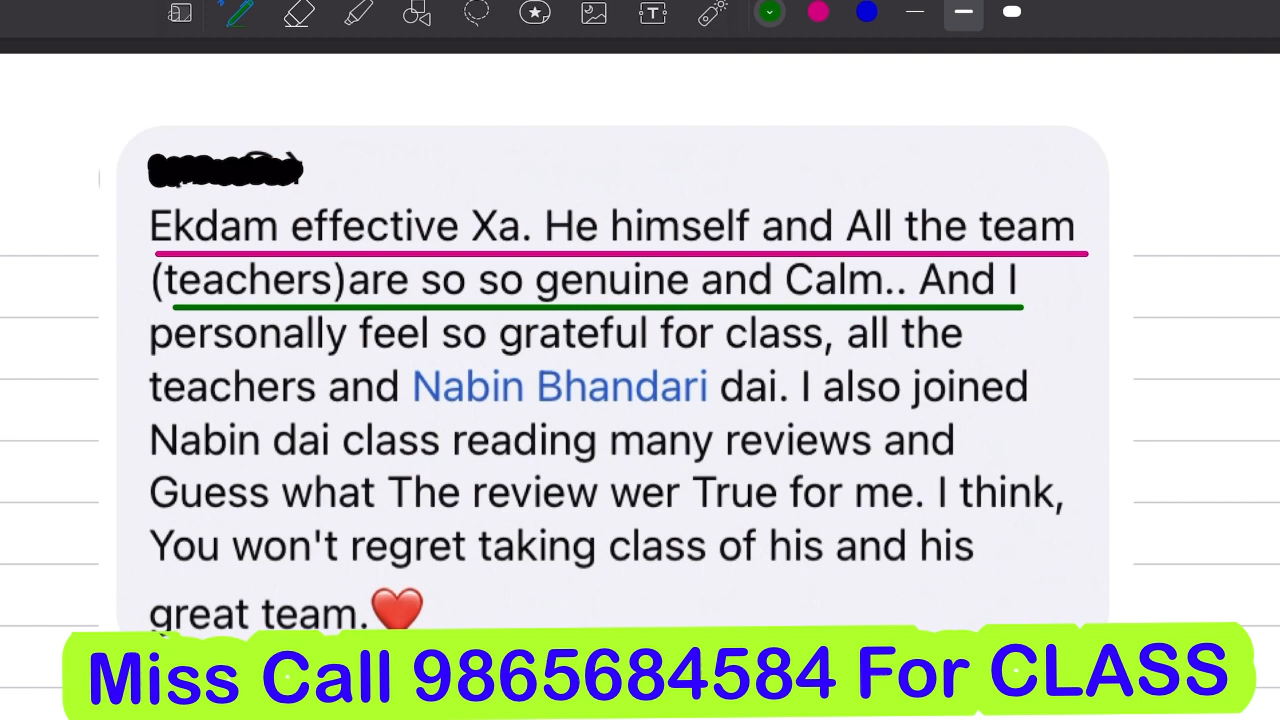 Ekdam effective Xa. He himself and All the team
(teachers)are so so genuine and Calm.. And I
personally feel so grateful for class, all the
teachers and Nabin Bhandari dai. I also joined
Nabin dai class reading many reviews and
Guess what The review wer True for me. I think,
You won't regret taking class of his and his
great team.❤️
Miss Call 9865684584 For CLASS